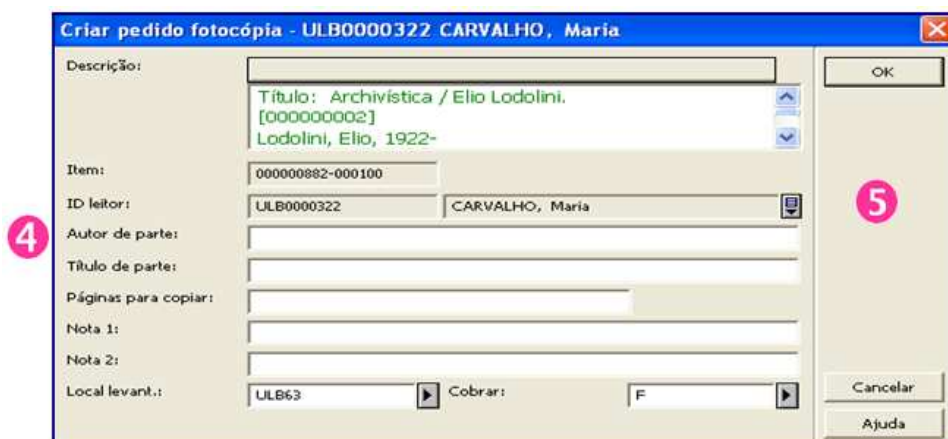 Criar pedido fotocópia - ULB0000322 CARVALHO, Maria
Descrição:
OK
Título: Archivística / Elio Lodolini.
[000000002]
Lodolini, Elio, 1922-
Item: 000000882-000100
ID leitor: ULB0000322 CARVALHO, Maria
5
4
Autor de parte:
Título de parte:
Páginas para copiar:
Nota 1:
Nota 2:
Local levant.: ULB63 Cobrar: F
Cancelar
Ajuda